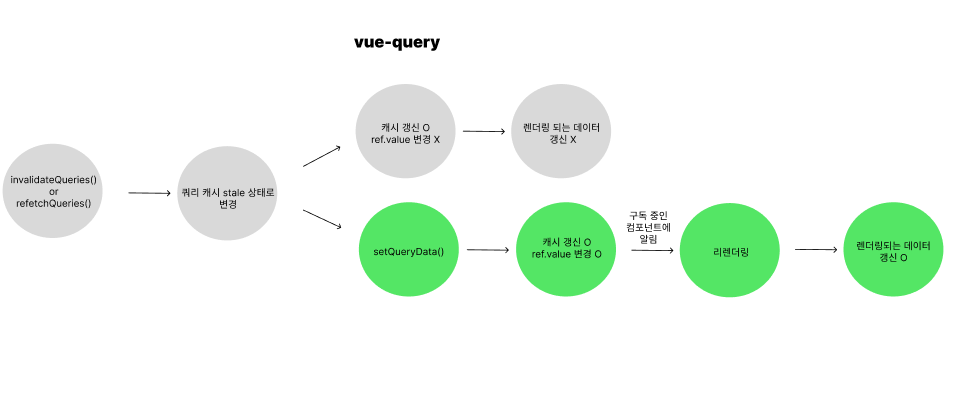 vue-query
invalidateQueries()
or
refetchQueries()
쿼리 캐시 stale 상태로
변경
캐시 갱신 O
ref.value 변경 X
렌더링 되는 데이터
갱신 X
setQueryData()
캐시 갱신 O
ref.value 변경 O
구독 중인
컴포넌트에
알림
리렌더링
렌더링되는 데이터
갱신 O